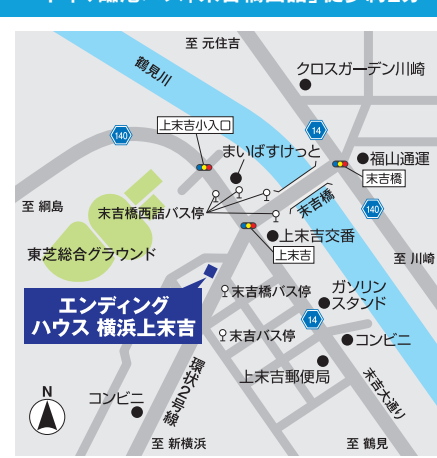 至 元住吉
鶴見川
クロスガーデン川崎
140
上末吉小入口
14
まいばすけっと
福山通運
末吉橋
至 綱島
末吉橋西詰バス停
末吉橋
140
東芝総合グラウンド
上末吉交番
上末吉
至 川崎
エンディング
ハウス 横浜上末吉
末吉橋バス停
ガソリン
スタンド
14
末吉バス停
コンビニ
上末吉郵便局
環状2号線
末吉大通り
N
コンビニ
至 新横浜
至 鶴見